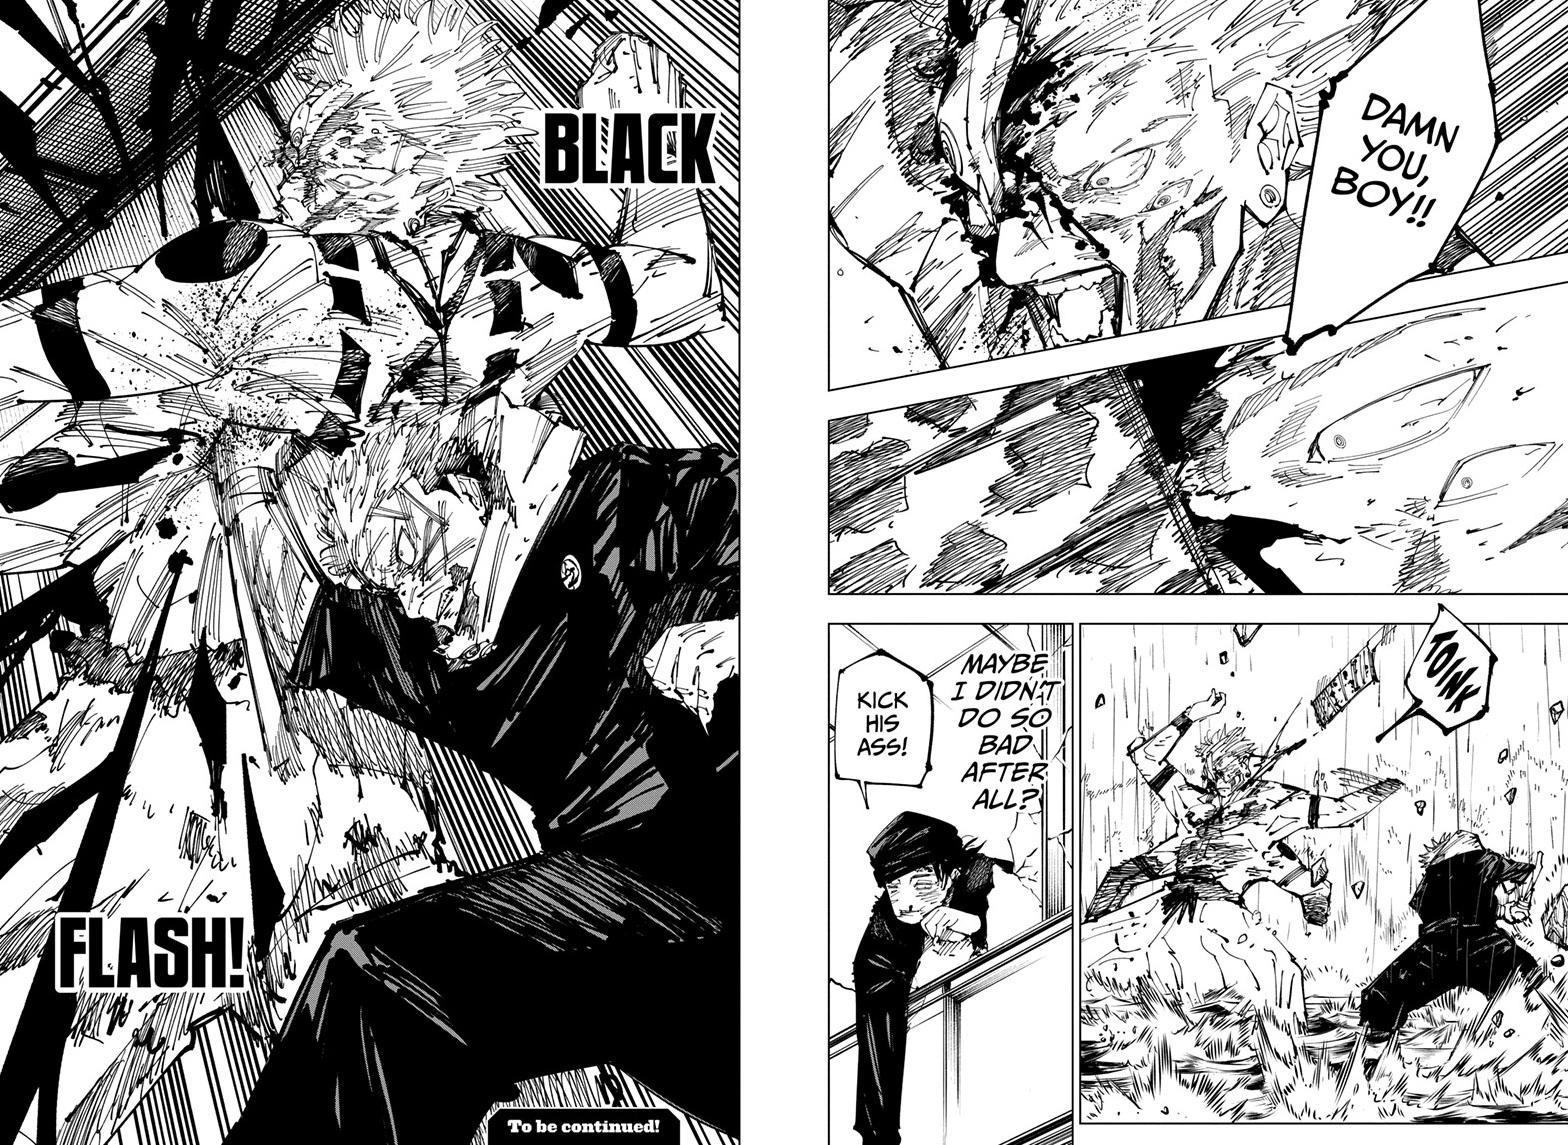 DAMN
YOU,
BOY!!
TOINK
MAYBE
I DIDN'T
DO SO
BAD
AFTER
ALL?
KICK
HIS
ASS!
BLACK
FLASH!
To be continued!